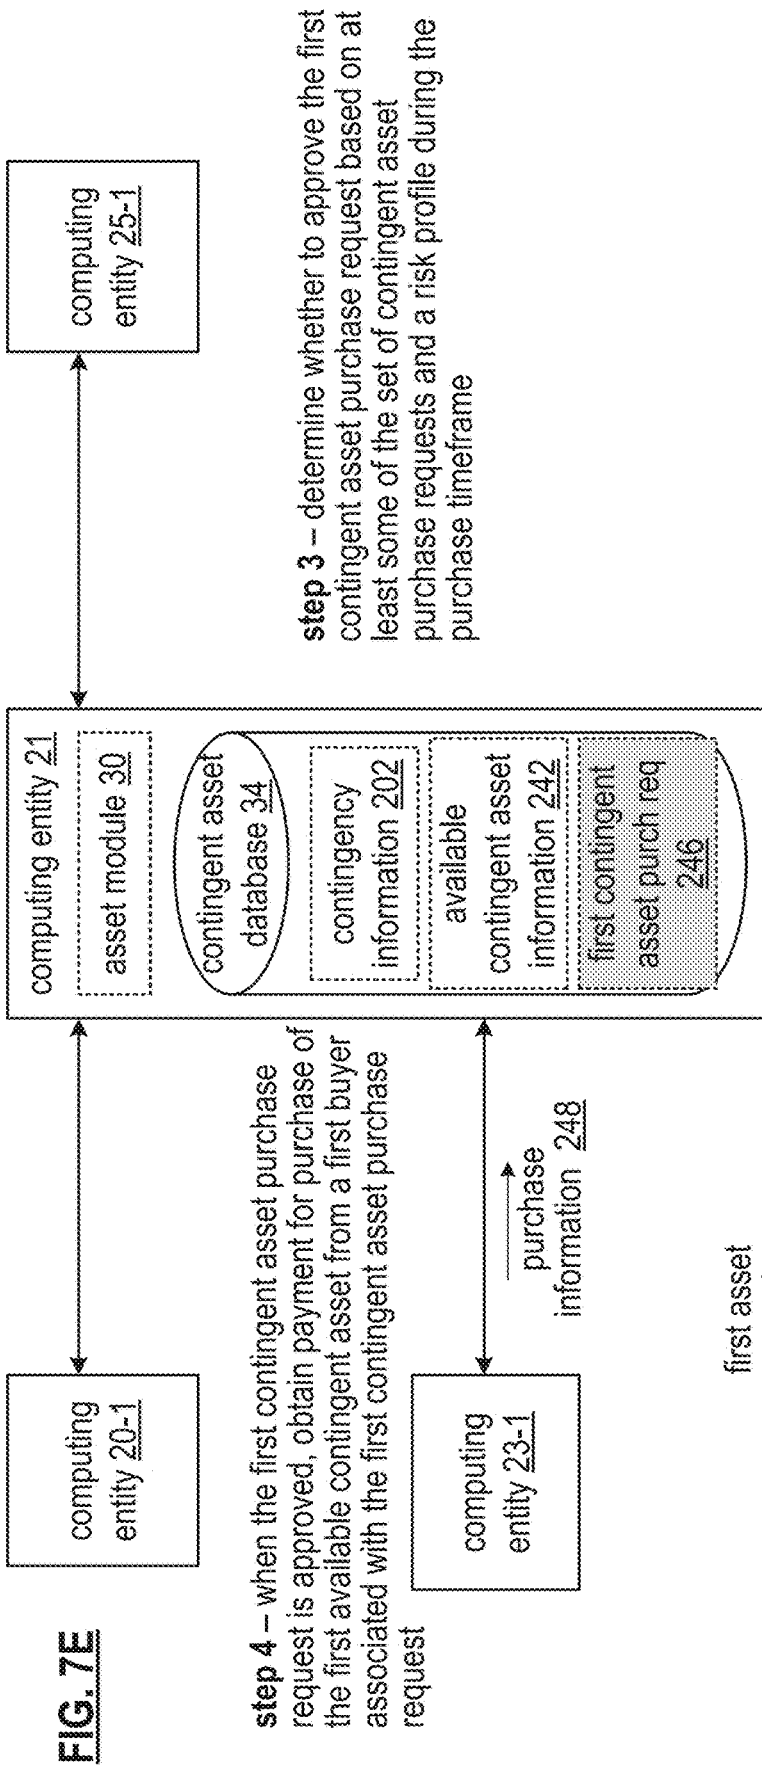 FIG. 7E
computing
entity 20-1
computing entity 21
asset module 30
computing
entity 25-1
contingent asset
database 34
step 4 – when the first contingent asset purchase
request is approved, obtain payment for purchase of
the first available contingent asset from a first buyer
associated with the first contingent asset purchase
request
step 3 – determine whether to approve the first
contingent asset purchase request based on at
least some of the set of contingent asset
purchase requests and a risk profile during the
purchase timeframe
contingency
information 202
available
contingent asset
information 242
first contingent
asset purch req
246
computing
entity 23-1
purchase
information 248
first asset